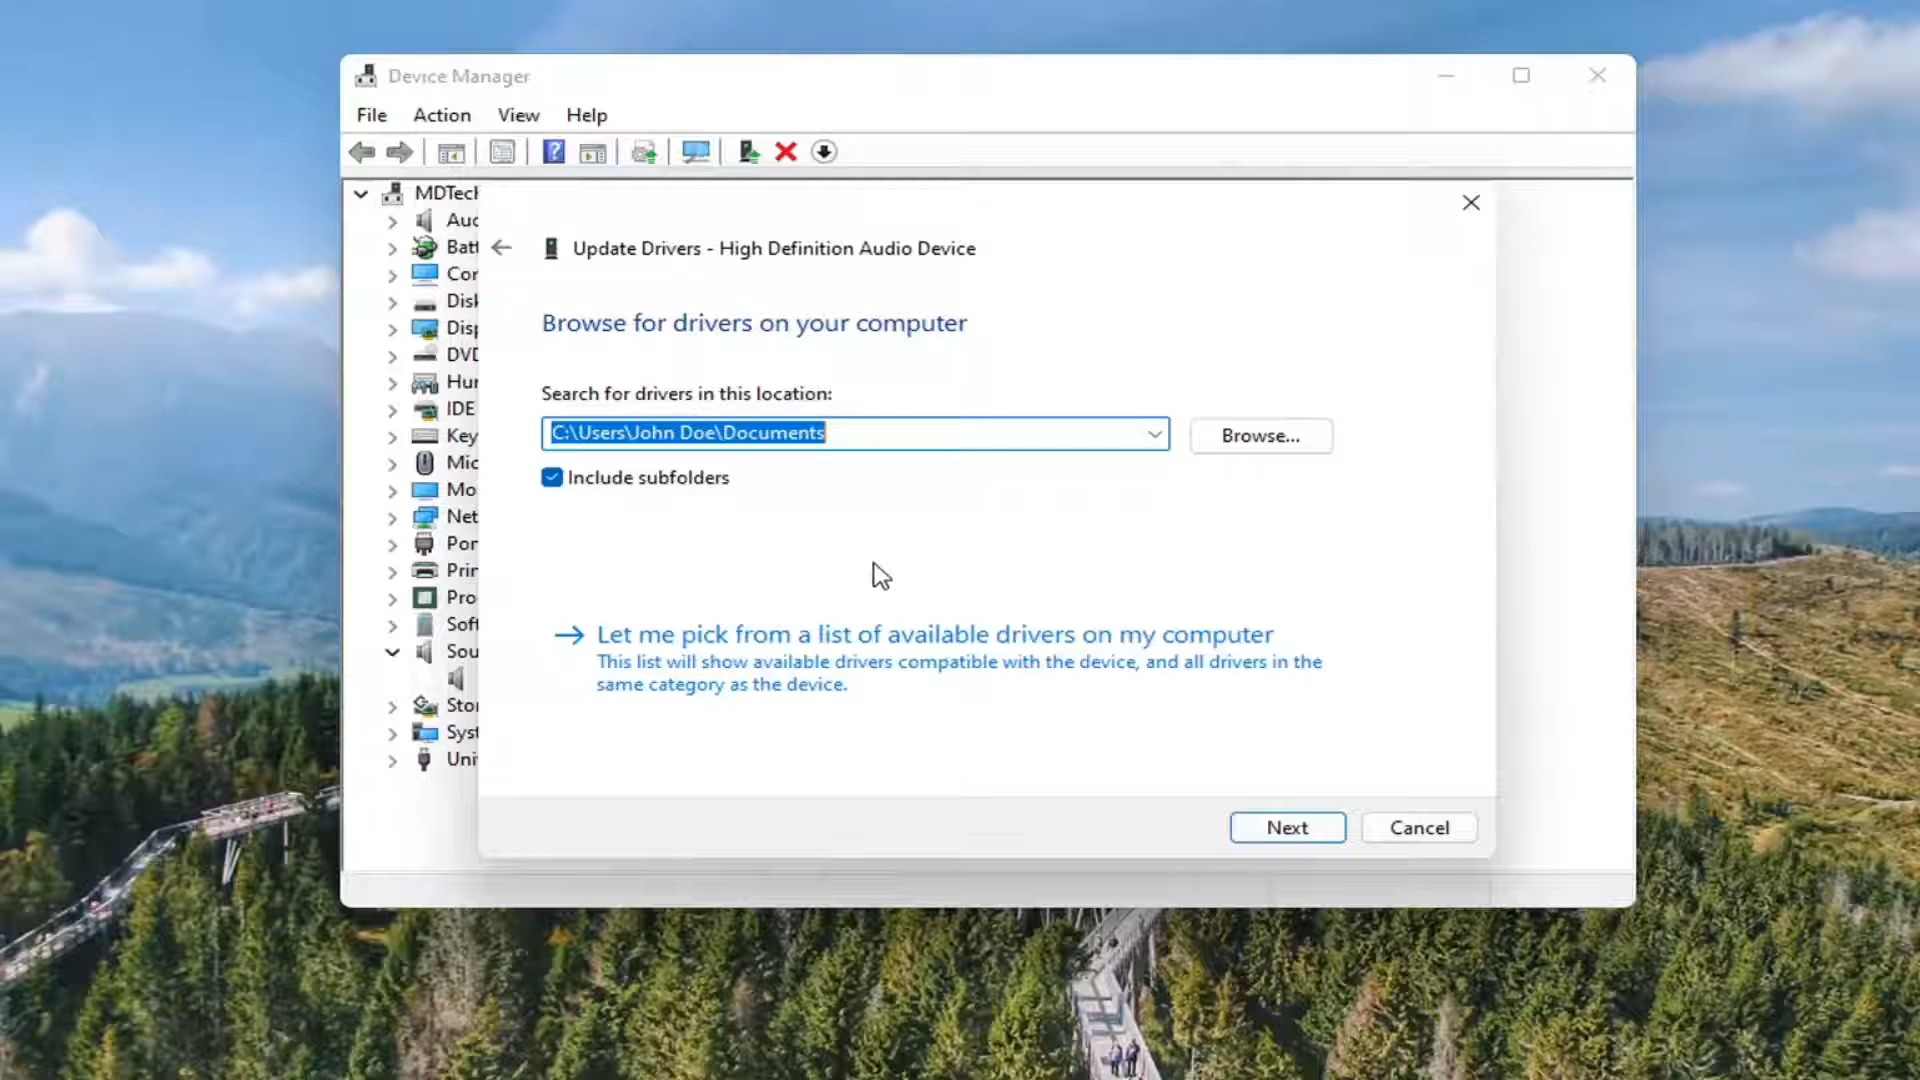 Device Manager
File Action View Help
MDTech
Aud
Batt
Cor
Disk
Disp
DVD
Hur
IDE
Key
Mic
Mo
Net
Por
Prin
Pro
Soft
Sou
Stor
Syst
Uni
Update Drivers - High Definition Audio Device
Browse for drivers on your computer
Search for drivers in this location:
C:\Users\John Doe\Documents
Browse...
Include subfolders
Let me pick from a list of available drivers on my computer
This list will show available drivers compatible with the device, and all drivers in the
same category as the device.
Next Cancel